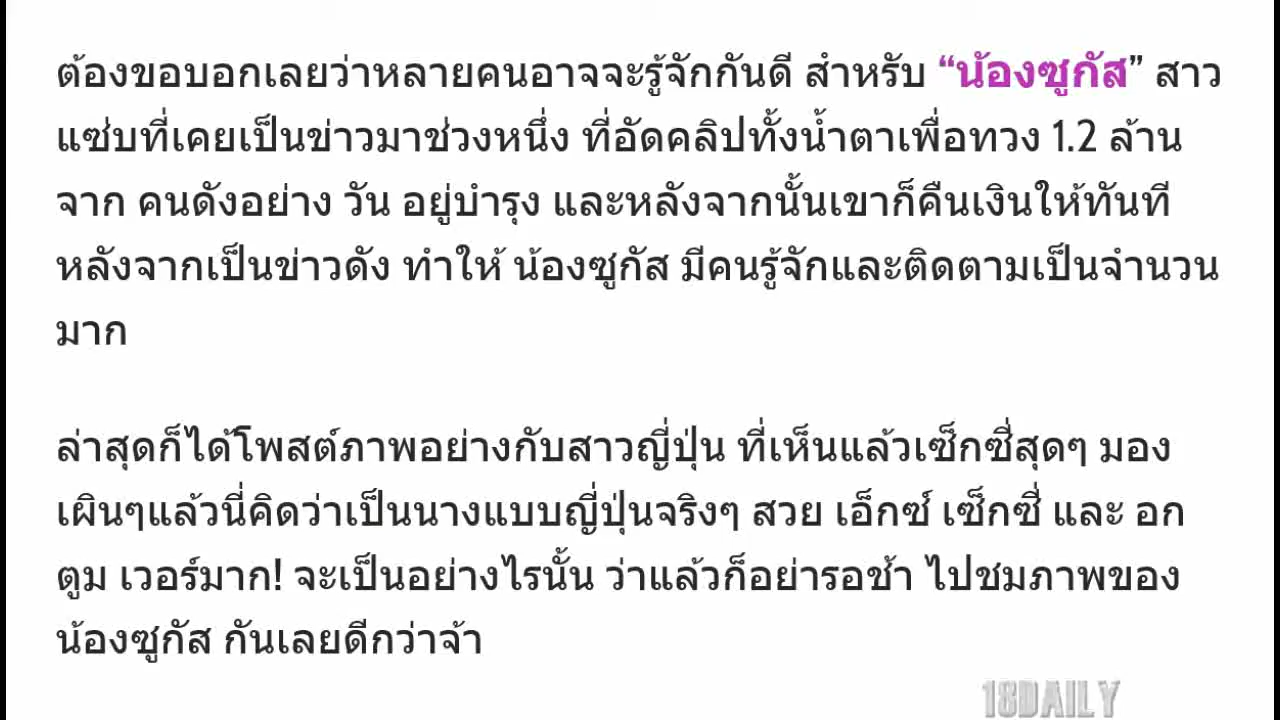 ต้องขอบอกเลยว่าหลายคนอาจจะรู้จักกันดี สำหรับ “น้องซูกัส” สาว
แซ่บที่เคยเป็นข่าวมาช่วงหนึ่ง ที่อัดคลิปทั้งน้ำตาเพื่อทวง 1.2 ล้าน
จาก คนดังอย่าง วัน อยู่บำรุง และหลังจากนั้นเขาก็คืนเงินให้ทันที
หลังจากเป็นข่าวดัง ทำให้ น้องซูกัส มีคนรู้จักและติดตามเป็นจำนวน
มาก
ล่าสุดก็ได้โพสต์ภาพอย่างกับสาวญี่ปุ่น ที่เห็นแล้วเซ็กซี่สุดๆ มอง
เผินๆแล้วนี่คิดว่าเป็นนางแบบญี่ปุ่นจริงๆ สวย เอ็กซ์ เซ็กซี่ และ อก
ตูม เวอร์มาก! จะเป็นอย่างไรนั้น ว่าแล้วก็อย่ารอช้า ไปชมภาพของ
น้องซูกัส กันเลยดีกว่าจ้า
18DAILY